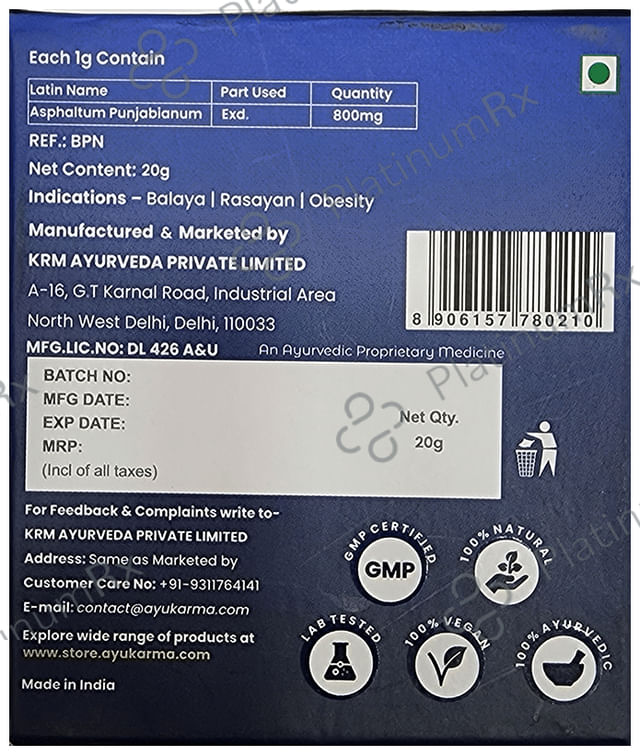 Each 1g Contain
Latin Name Part Used Quantity
Asphaltum Punjabianum Exd. 800mg
REF.: BPN
Net Content: 20g
Indications – Balaya | Rasayan | Obesity
Manufactured & Marketed by
KRM AYURVEDA PRIVATE LIMITED
A-16, G.T Karnal Road, Industrial Area
North West Delhi, Delhi, 110033
8 906157 780210
MFG.LIC.NO: DL 426 A&U An Ayurvedic Proprietary Medicine
BATCH NO:
MFG DATE:
EXP DATE:
MRP:
(Incl of all taxes)
Net Qty.
20g
For Feedback & Complaints write to-
KRM AYURVEDA PRIVATE LIMITED
Address: Same as Marketed by
Customer Care No: +91-9311764141
E-mail: contact@ayukarma.com
Explore wide range of products at
www.store.ayukarma.com
Made in India
GMP CERTIFIED
GMP
100% NATURAL
LAB TESTED
100% VEGAN
100% AYURVEDIC
PlatinumRx